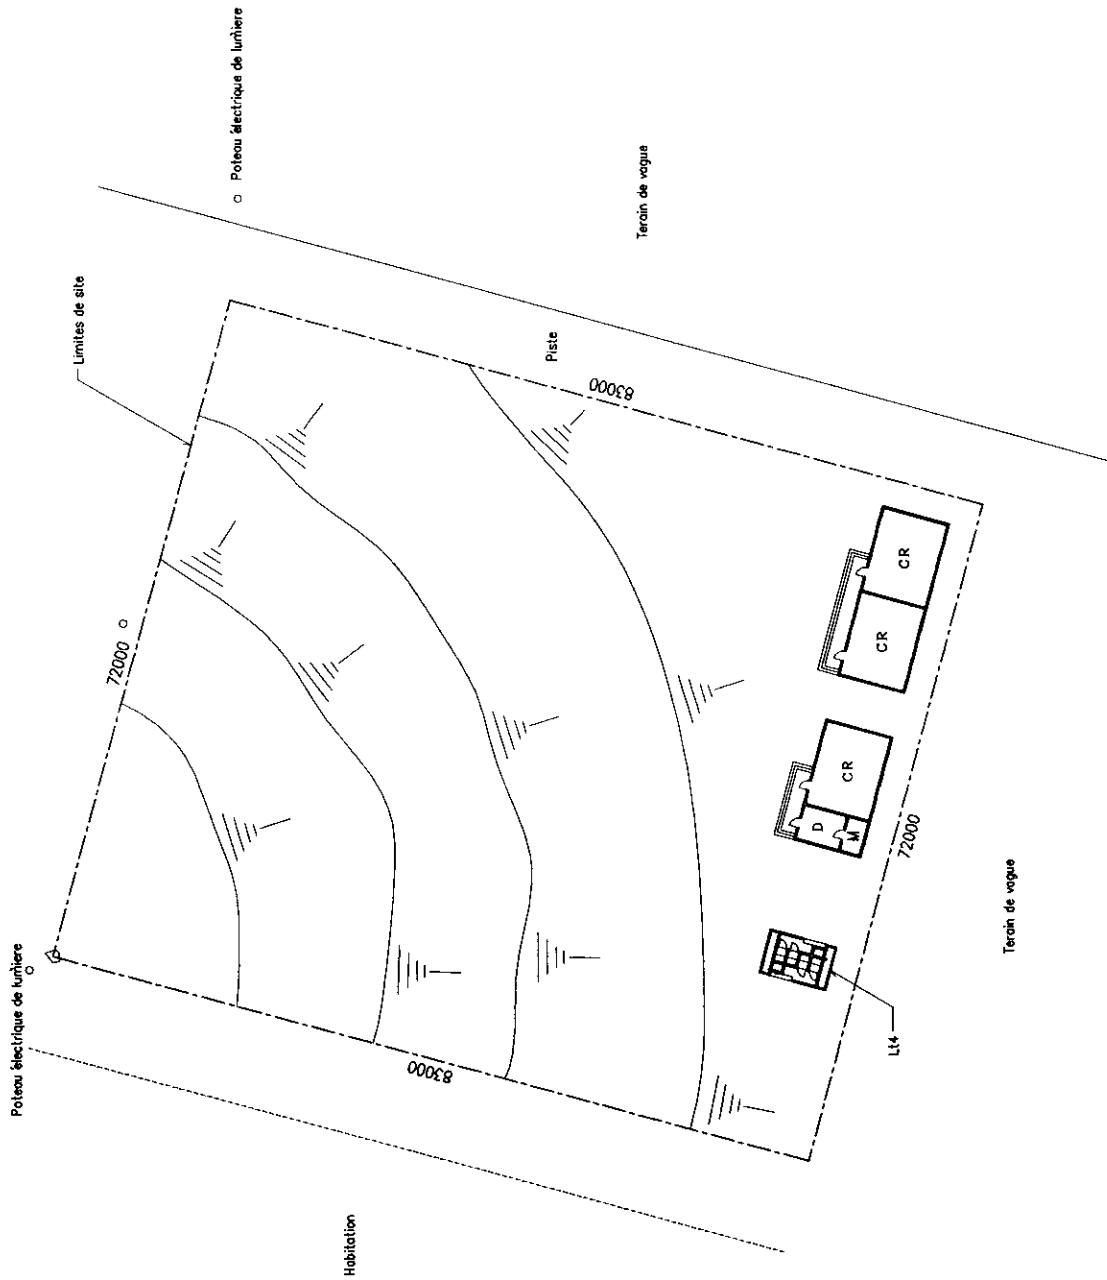 Poteau électrique de lumiere
Limites de site
72000
Poteau électrique de lumiere
Habitation
83000
Piste
83000
Terain de vague
D
M
CR
CR
CR
Lt4
72000
Terain de vague